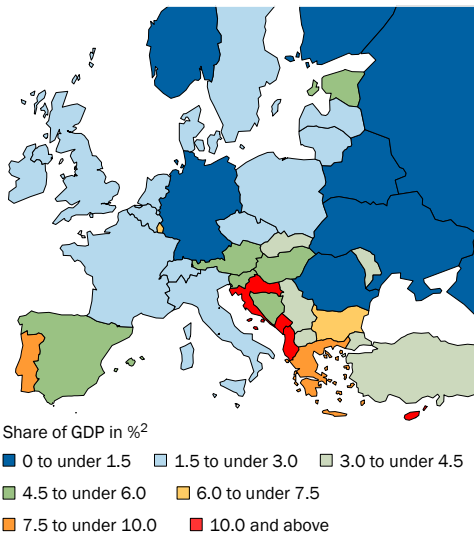 Share of GDP in %2
0 to under 1.5 1.5 to under 3.0 3.0 to under 4.5
4.5 to under 6.0 6.0 to under 7.5
7.5 to under 10.0 10.0 and above